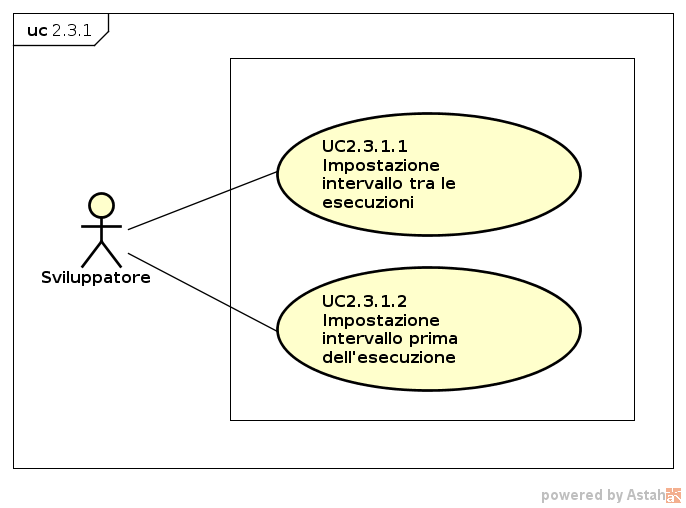 uc 2.3.1
UC2.3.1.1
Impostazione
intervallo tra le
esecuzioni
Sviluppatore
UC2.3.1.2
Impostazione
intervallo prima
dell'esecuzione
powered by Astah